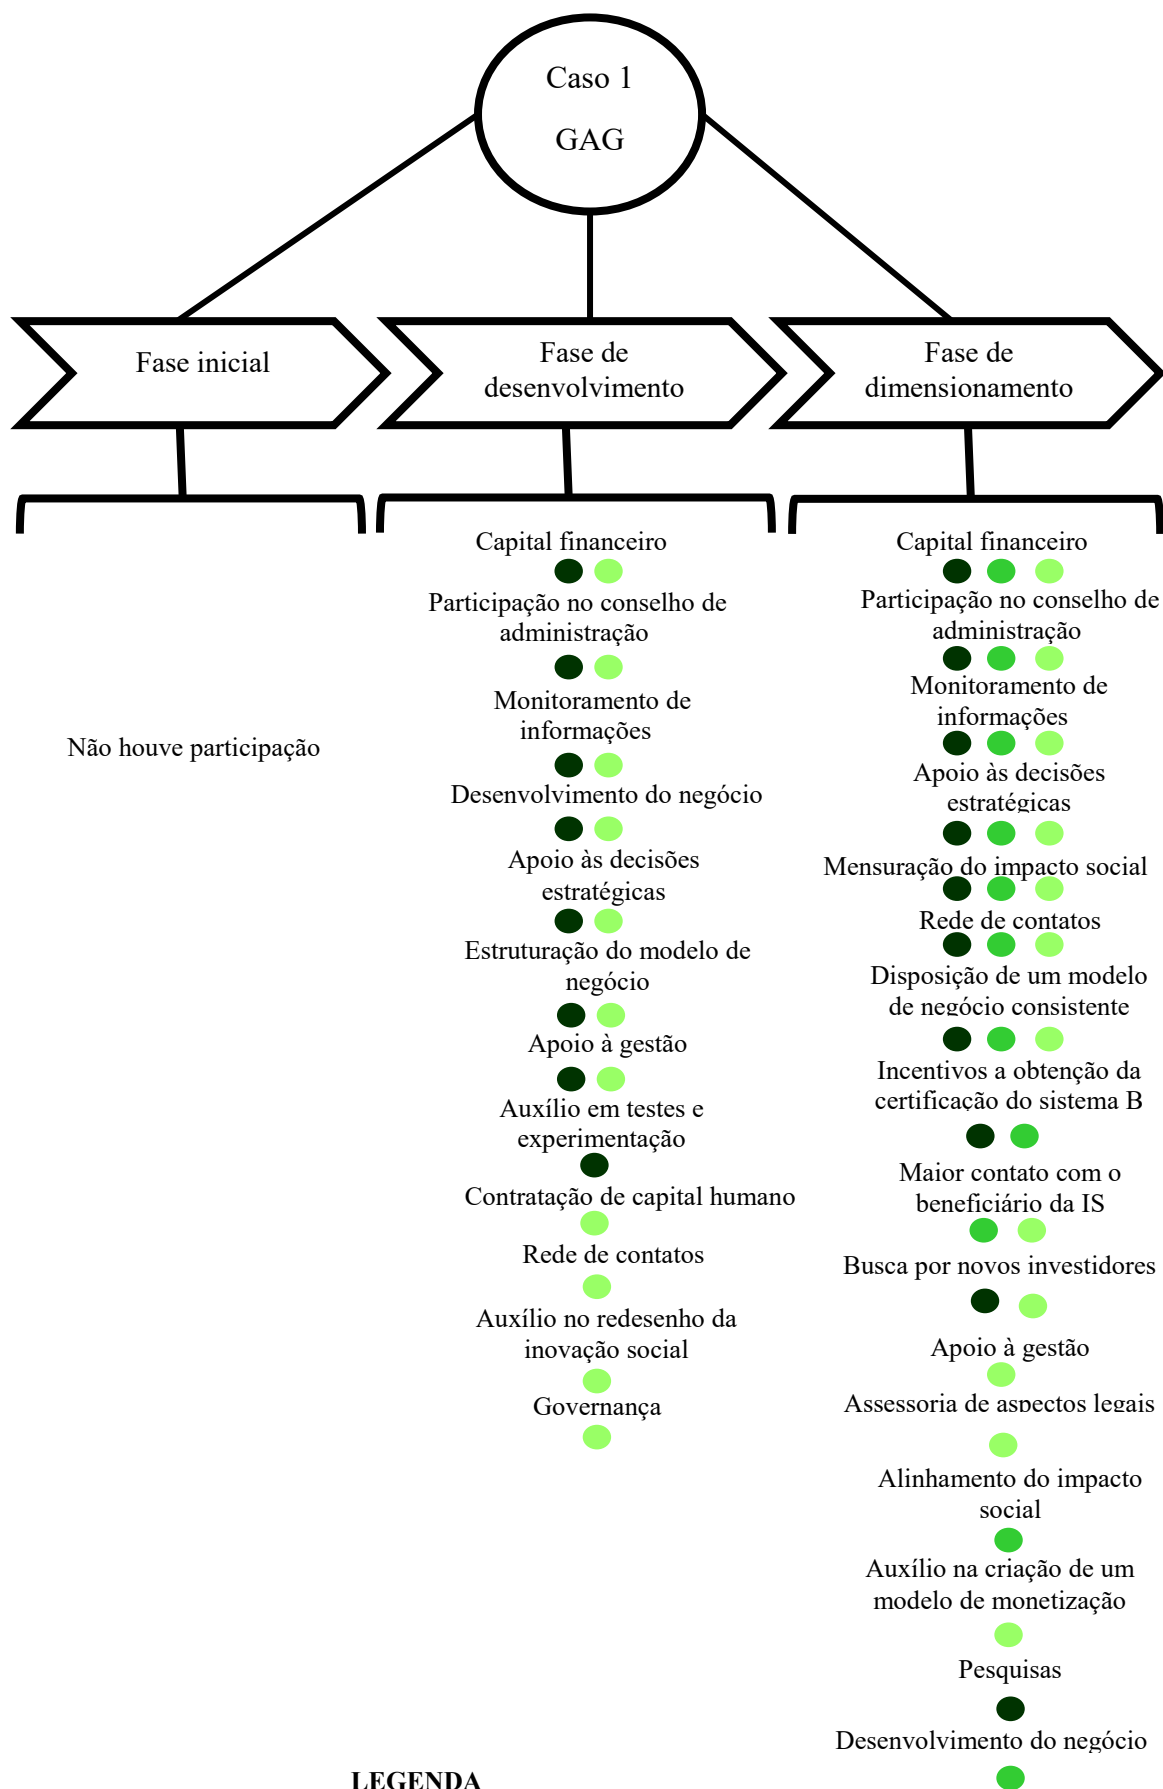 Caso 1
GAG
Fase inicial
Fase de
desenvolvimento
Fase de
dimensionamento
Não houve participação
Capital financeiro
Participação no conselho de
administração
Monitoramento de
informações
Desenvolvimento do negócio
Apoio às decisões
estratégicas
Estruturação do modelo de
negócio
Apoio à gestão
Auxílio em testes e
experimentação
Contratação de capital humano
Rede de contatos
Auxílio no redesenho da
inovação social
Governança
Capital financeiro
Participação no conselho de
administração
Monitoramento de
informações
Apoio às decisões
estratégicas
Mensuração do impacto social
Rede de contatos
Disposição de um modelo
de negócio consistente
Incentivos a obtenção da
certificação do sistema B
Maior contato com o
beneficiário da IS
Busca por novos investidores
Apoio à gestão
Assessoria de aspectos legais
Alinhamento do impacto
social
Auxílio na criação de um
modelo de monetização
Pesquisas
Desenvolvimento do negócio
LEGENDA